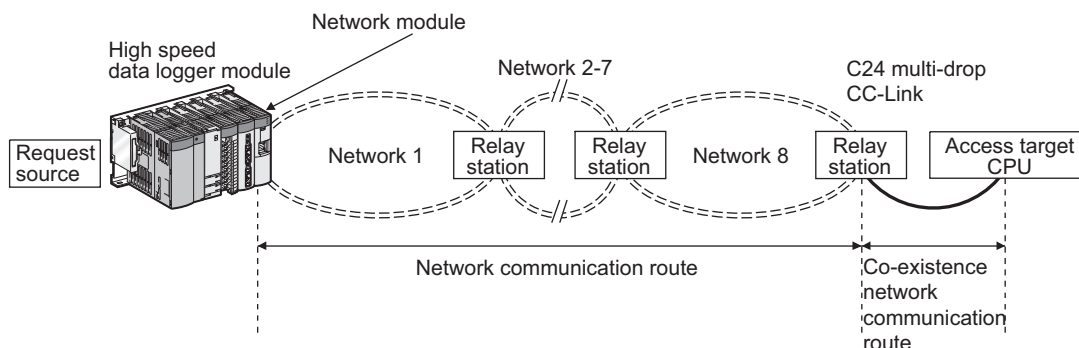 Network module
High speed
data logger module
Network 2-7
C24 multi-drop
CC-Link
Request
source
Network 1
Relay
station
Relay
station
Network 8
Relay
station
Access target
CPU
Network communication route
Co-existence
network
communication
route